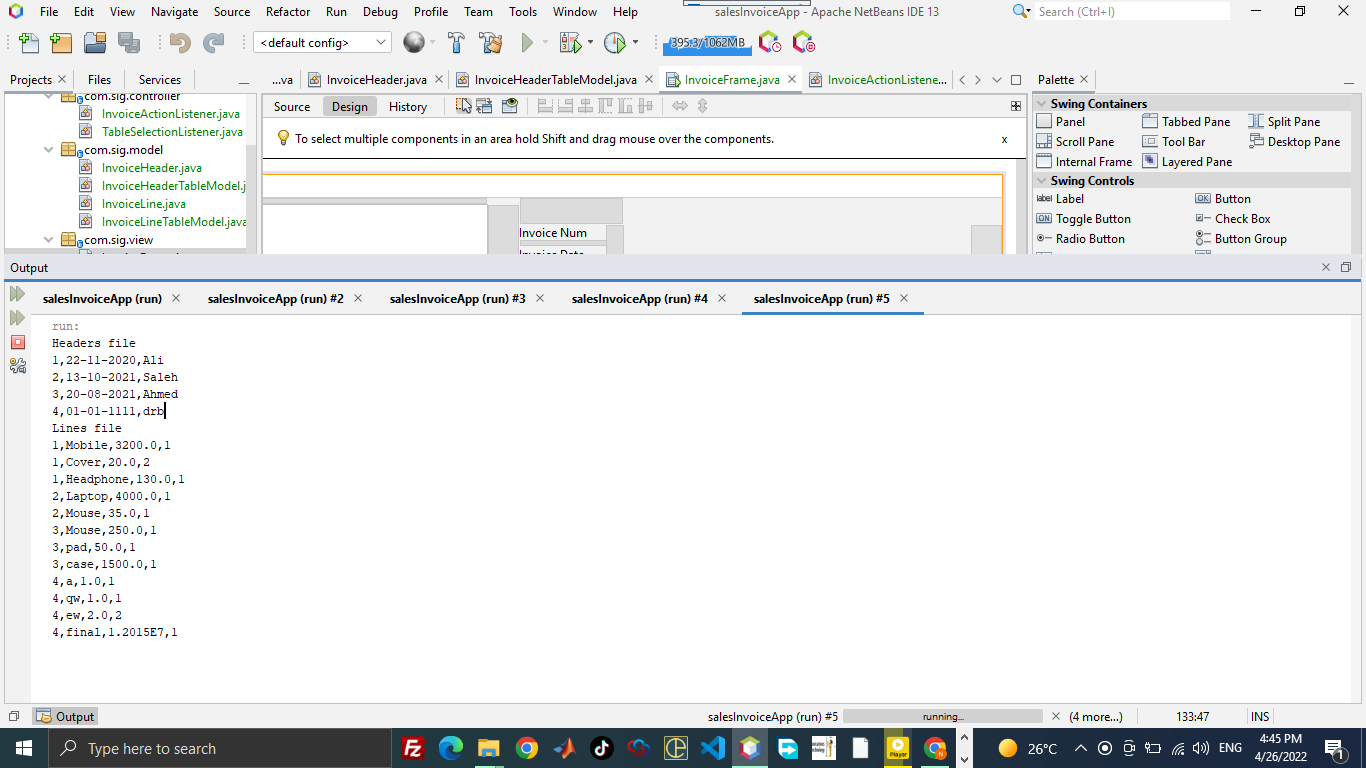 File Edit View Navigate Source Refactor Run Debug Profile Team Tools Window Help
salesInvoiceApp - Apache NetBeans IDE 13
Search (Ctrl+I)
<default config>
395.3/1062MB
Projects Files Services
...va InvoiceHeader.java InvoiceHeaderTableModel.java InvoiceFrame.java InvoiceActionListene...
Palette
com.sig.controller
InvoiceActionListener.java
TableSelectionListener.java
com.sig.model
InvoiceHeader.java
InvoiceHeaderTableModel.j
InvoiceLine.java
InvoiceLineTableModel.java
com.sig.view
Source Design History
To select multiple components in an area hold Shift and drag mouse over the components.
x
Invoice Num
Swing Containers
Panel Tabbed Pane Split Pane
Scroll Pane Tool Bar Desktop Pane
Internal Frame Layered Pane
Swing Controls
label Label OK Button
ON Toggle Button Check Box
Radio Button Button Group
Output
salesInvoiceApp (run) salesInvoiceApp (run) #2 salesInvoiceApp (run) #3 salesInvoiceApp (run) #4 salesInvoiceApp (run) #5
run:
Headers file
1,22-11-2020,Ali
2,13-10-2021,Saleh
3,20-08-2021,Ahmed
4,01-01-1111,drb
Lines file
1,Mobile,3200.0,1
1,Cover,20.0,2
1,Headphone,130.0,1
2,Laptop,4000.0,1
2,Mouse,35.0,1
3,Mouse,250.0,1
3,pad,50.0,1
3,case,1500.0,1
4,a,1.0,1
4,qw,1.0,1
4,ew,2.0,2
4,final,1.2015E7,1
Output
salesInvoiceApp (run) #5 running... (4 more...) 133:47 INS
Type here to search
Fz
Player
26°C
ENG
4:45 PM
4/26/2022
1